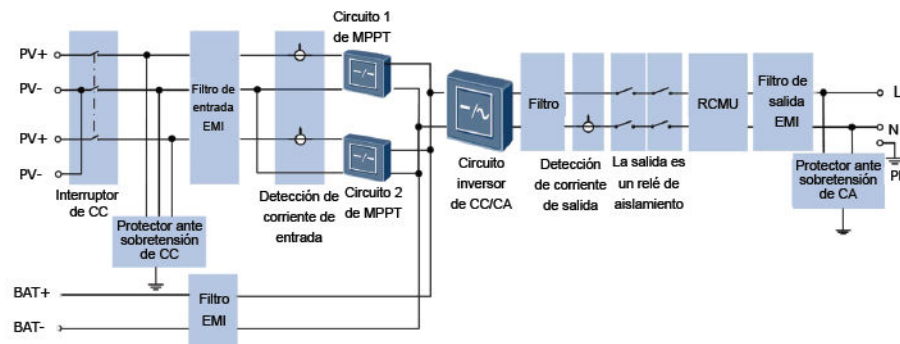 Circuito 1
de MPPT
PV+
PV-
PV+
PV-
Interruptor
de CC
Protector ante
sobretensión
de CC
Filtro de
entrada
EMI
Detección de
corriente de
entrada
Circuito 2
de MPPT
Circuito
inversor
de CC/CA
Filtro
Detección
de corriente
de salida
La salida es
un relé de
aislamiento
RCMU
Filtro de
salida
EMI
L
N
Protector ante
sobretensión
de CA
BAT+
BAT-
Filtro
EMI